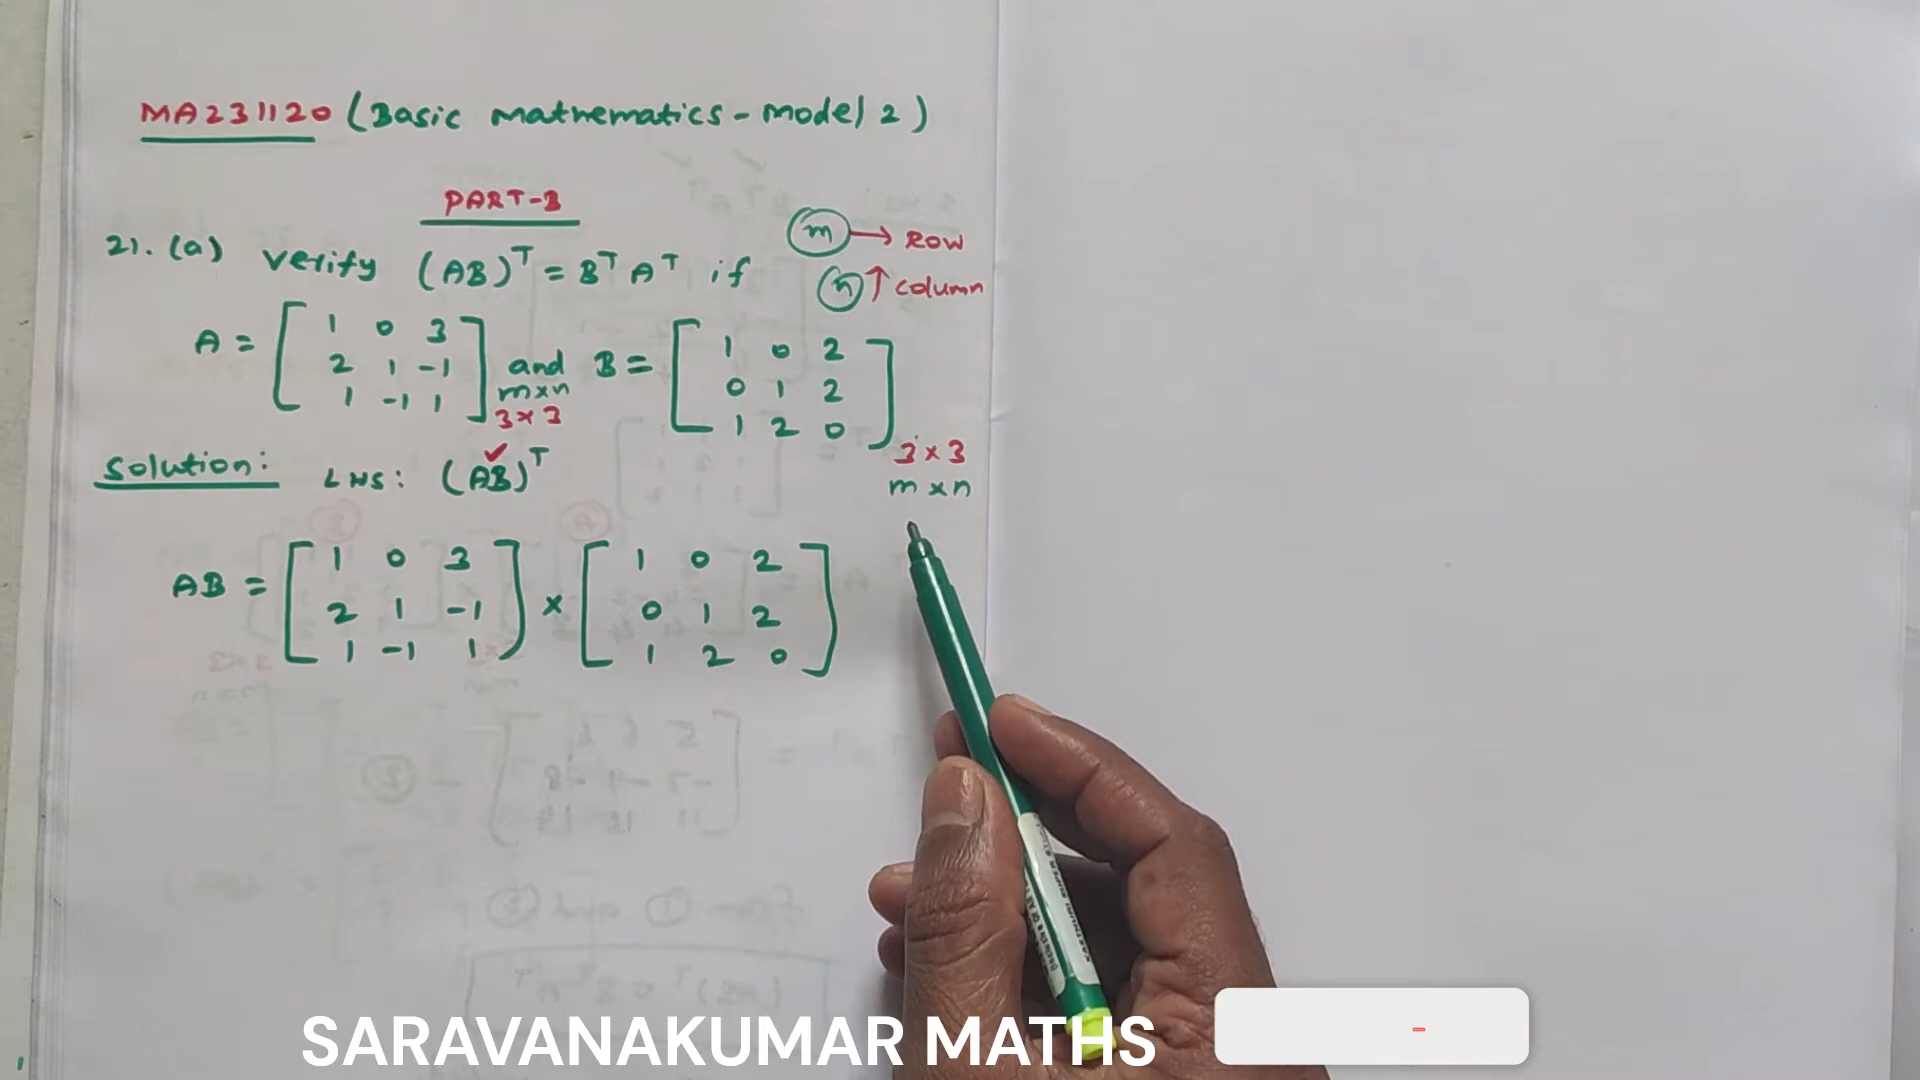 MA231120 (Basic mathematics - model 2)
PART-B
m → ROW
n ↑ column
21. (a) verify (AB)ᵀ = Bᵀ Aᵀ if
A = [ 1 0 3
2 1 -1
1 -1 1 ] m×n
3×3
and B = [ 1 0 2
0 1 2
1 2 0 ]
3×3
m×n
Solution: LHS: (AB)ᵀ ✓
AB = [ 1 0 3
2 1 -1
1 -1 1 ] × [ 1 0 2
0 1 2
1 2 0 ]
SARAVANAKUMAR MATHS